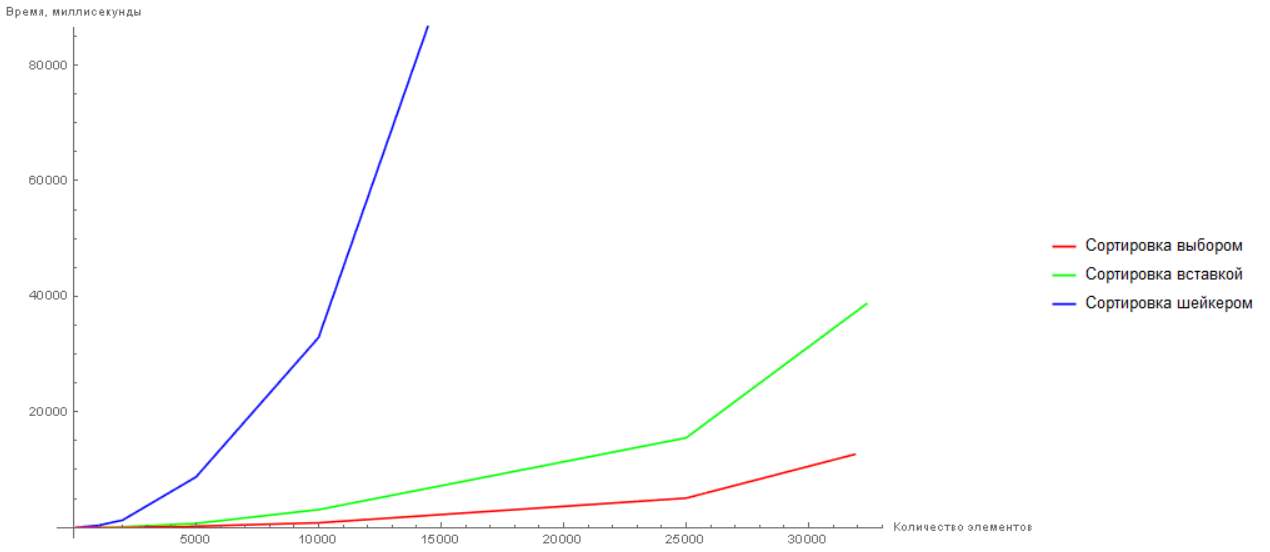 Время, миллисекунды
80000
60000
40000
20000
5000
10000
15000
20000
25000
30000
Количество элементов
Сортировка выбором
Сортировка вставкой
Сортировка шейкером